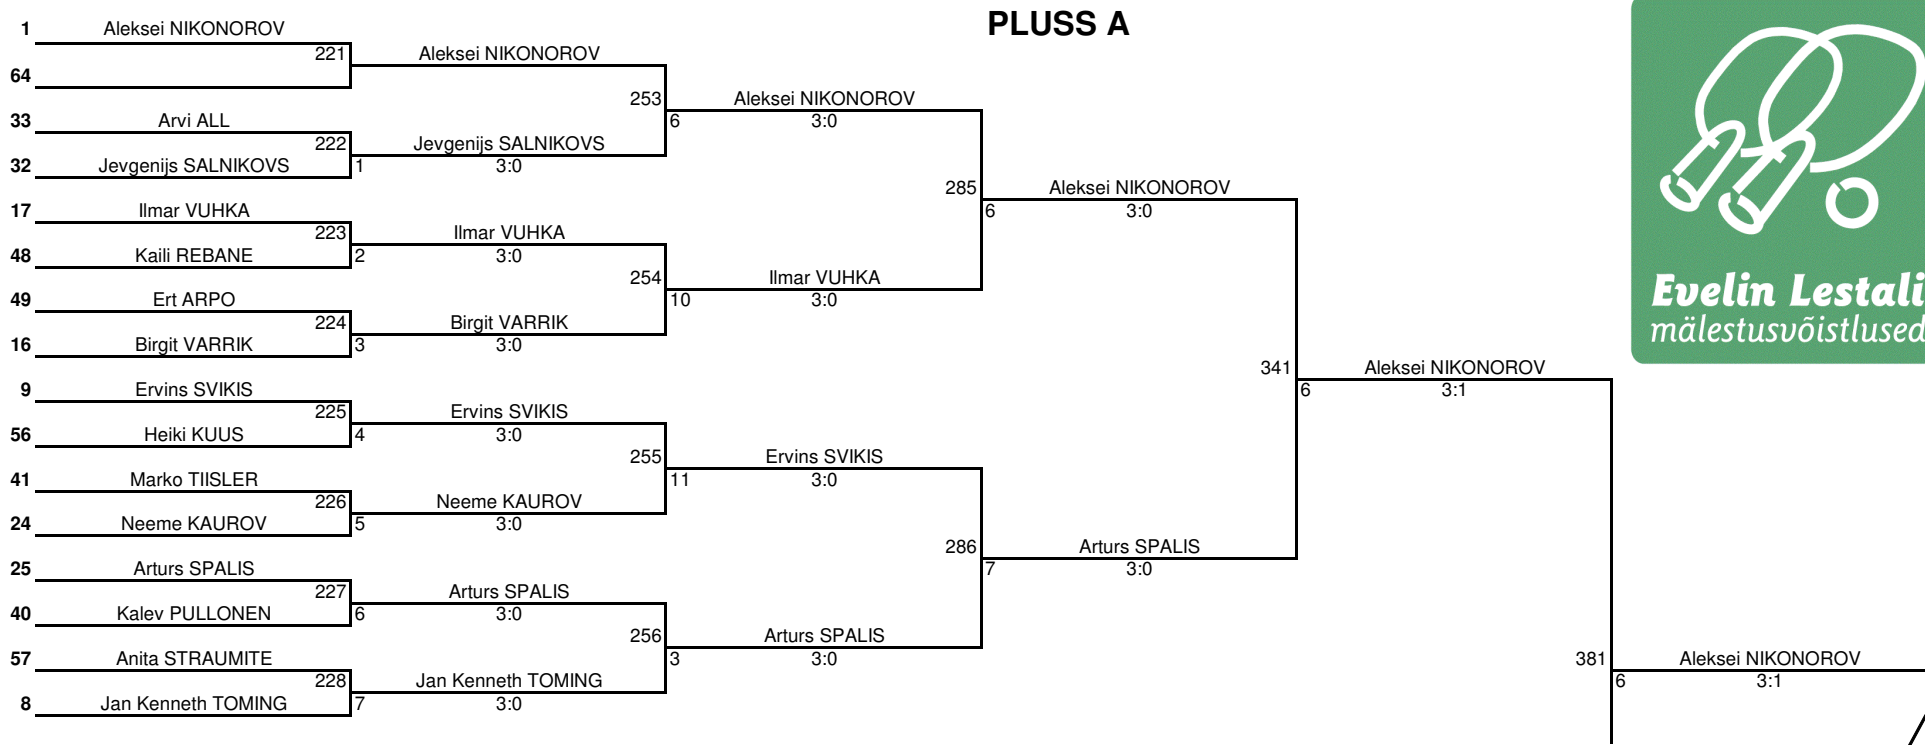 PLUSS A
1 Aleksei NIKONOROV
221 Aleksei NIKONOROV
64
253 Aleksei NIKONOROV
33 Arvi ALL
6 3:0
222 Jevgenijs SALNIKOVS
32 Jevgenijs SALNIKOVS 1 3:0
285 Aleksei NIKONOROV
17 Ilmar VUHKA
6 3:0
223 Ilmar VUHKA
48 Kaili REBANE 2 3:0
254 Ilmar VUHKA
49 Ert ARPO
10 3:0
224 Birgit VARRIK
16 Birgit VARRIK 3 3:0
Evelin Lestali
mälestusvõistlused
341 Aleksei NIKONOROV
9 Ervins SVIKIS
6 3:1
225 Ervins SVIKIS
56 Heiki KUUS 4 3:0
255 Ervins SVIKIS
41 Marko TIISLER
11 3:0
226 Neeme KAUROV
24 Neeme KAUROV 5 3:0
286 Arturs SPALIS
25 Arturs SPALIS
7 3:0
227 Arturs SPALIS
40 Kalev PULLONEN 6 3:0
256 Arturs SPALIS
57 Anita STRAUMITE
3 3:0
381 Aleksei NIKONOROV
228 Jan Kenneth TOMING
6 3:1
8 Jan Kenneth TOMING 7 3:0